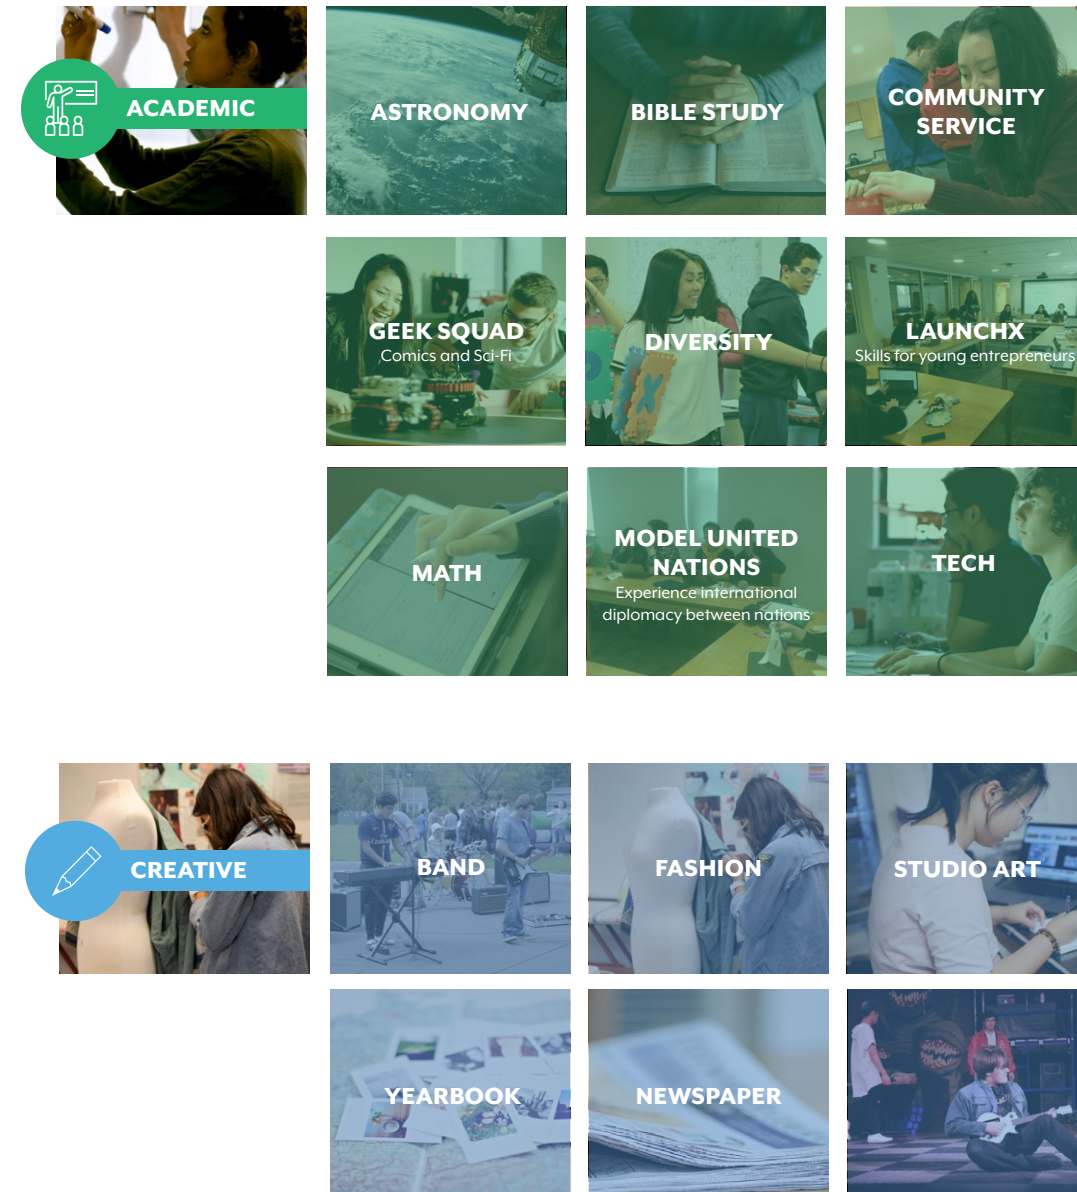 ACADEMIC
ASTRONOMY
BIBLE STUDY
COMMUNITY
SERVICE
GEEK SQUAD
Comics and Sci-Fi
DIVERSITY
LAUNCHX
Skills for young entrepreneurs
MATH
MODEL UNITED
NATIONS
Experience international
diplomacy between nations
TECH
CREATIVE
BAND
FASHION
STUDIO ART
YEARBOOK
NEWSPAPER